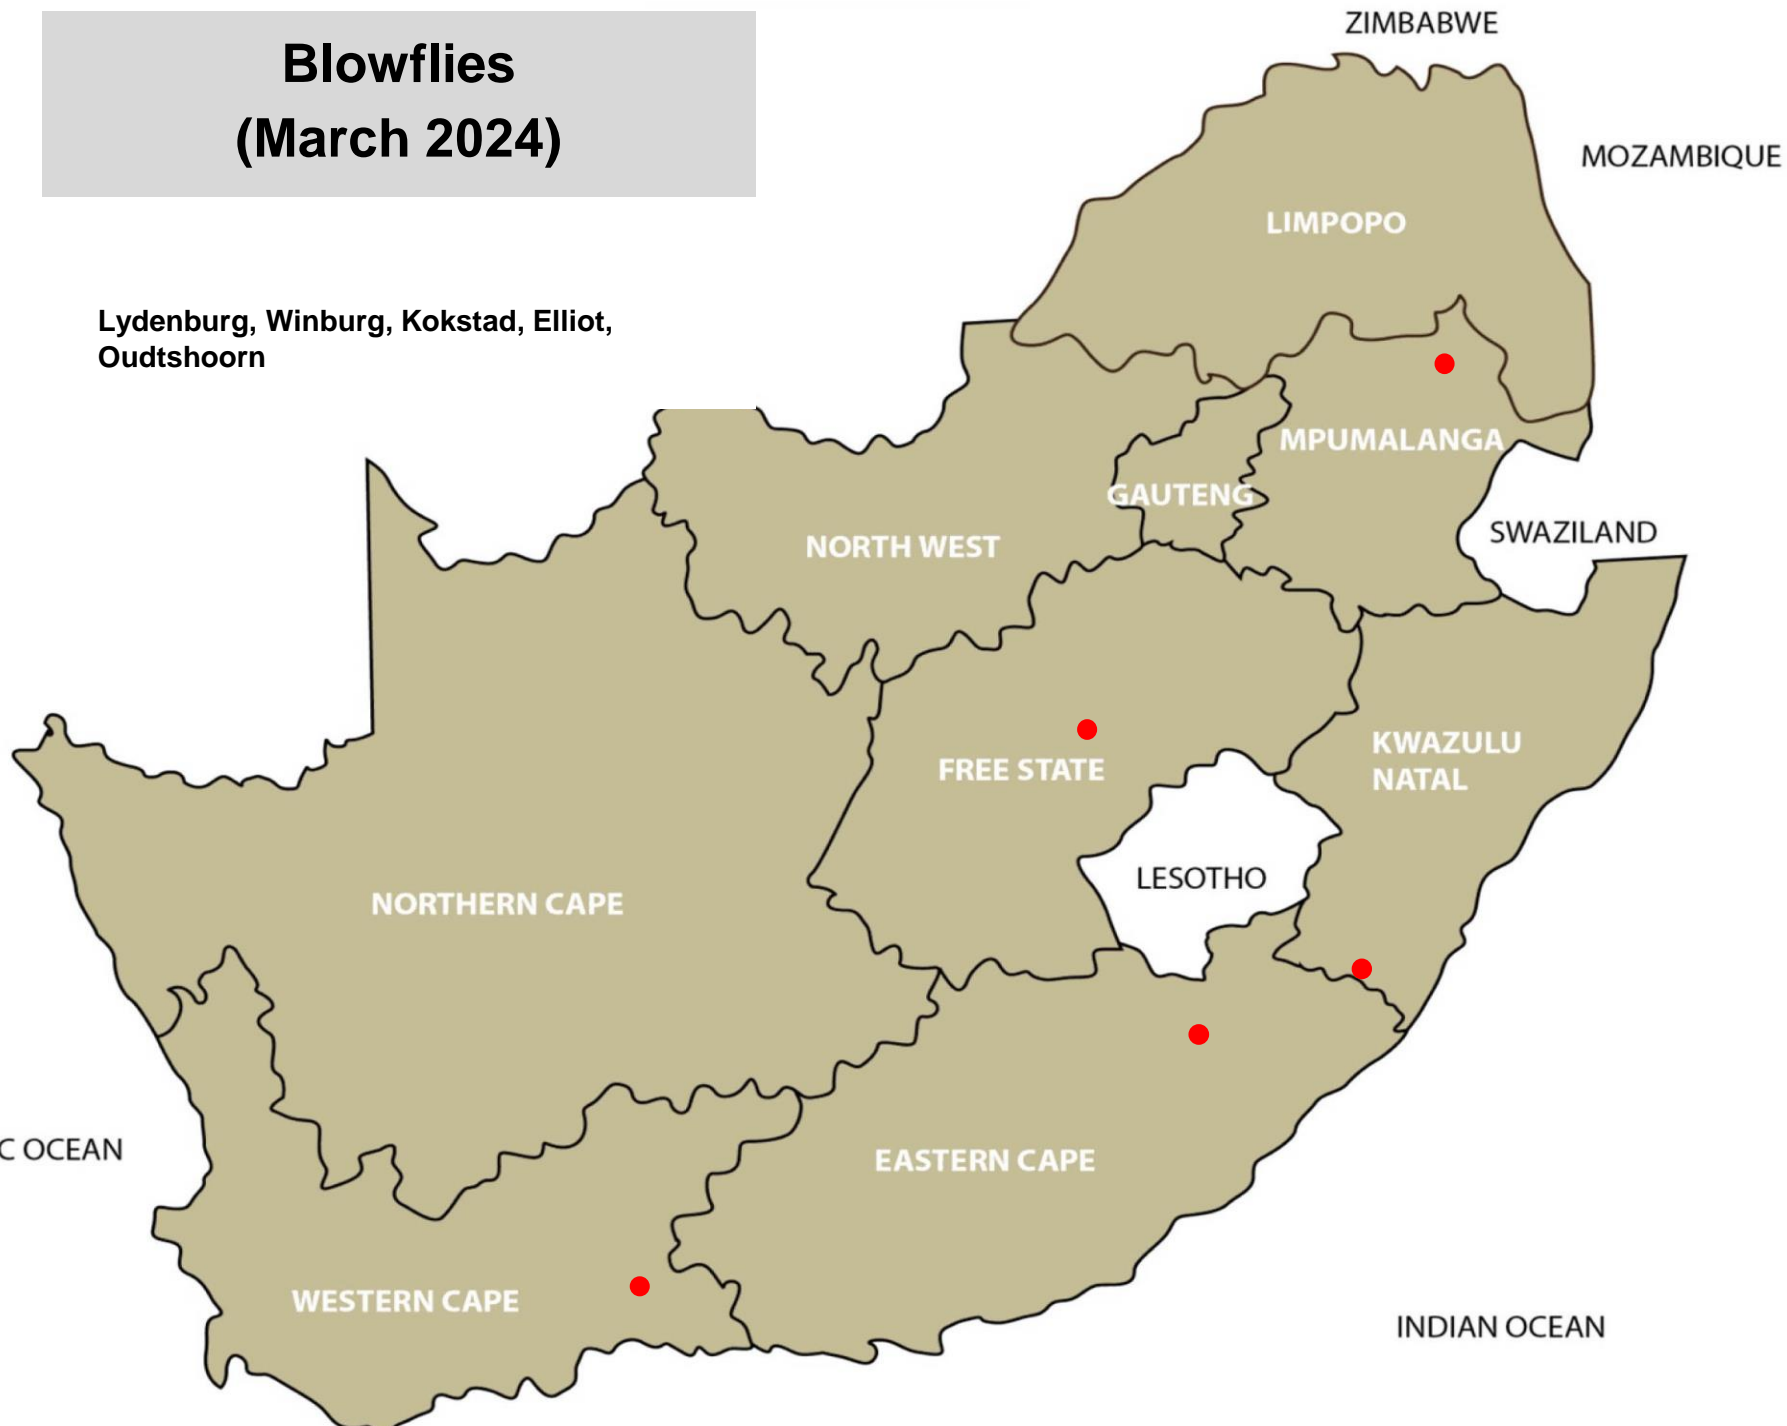 Blowflies
(March 2024)
ZIMBABWE
MOZAMBIQUE
LIMPOPO
Lydenburg, Winburg, Kokstad, Elliot,
Oudtshoorn
MPUMALANGA
GAUTENG
SWAZILAND
NORTH WEST
KWAZULU
NATAL
FREE STATE
LESOTHO
NORTHERN CAPE
C OCEAN
EASTERN CAPE
WESTERN CAPE
INDIAN OCEAN